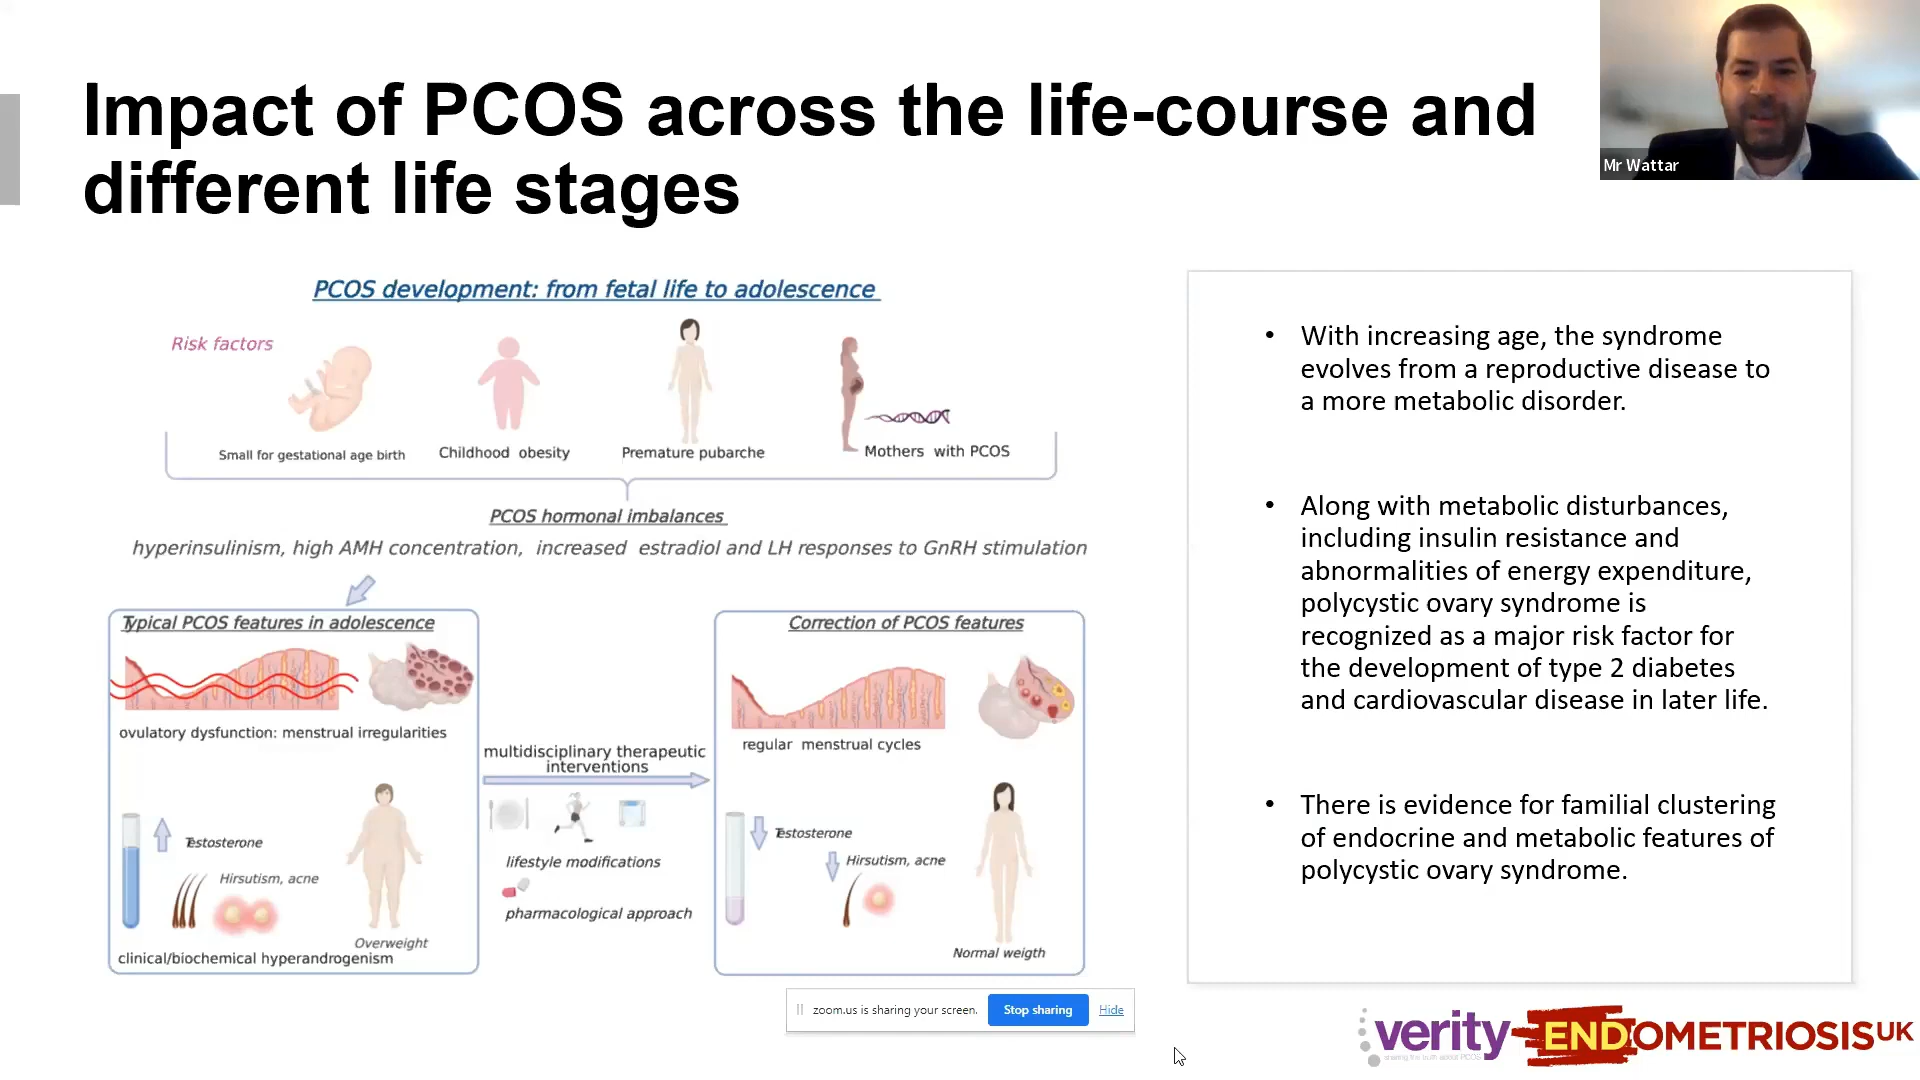 Impact of PCOS across the life-course and
different life stages
Mr Wattar
PCOS development: from fetal life to adolescence
Risk factors
Small for gestational age birth
Childhood obesity
Premature pubarche
Mothers with PCOS
PCOS hormonal imbalances
hyperinsulinism, high AMH concentration, increased estradiol and LH responses to GnRH stimulation
Typical PCOS features in adolescence
ovulatory dysfunction: menstrual irregularities
Testosterone
Hirsutism, acne
Overweight
clinical/biochemical hyperandrogenism
multidisciplinary therapeutic
interventions
lifestyle modifications
pharmacological approach
Correction of PCOS features
regular menstrual cycles
Testosterone
Hirsutism, acne
Normal weigth
• With increasing age, the syndrome
evolves from a reproductive disease to
a more metabolic disorder.
• Along with metabolic disturbances,
including insulin resistance and
abnormalities of energy expenditure,
polycystic ovary syndrome is
recognized as a major risk factor for
the development of type 2 diabetes
and cardiovascular disease in later life.
• There is evidence for familial clustering
of endocrine and metabolic features of
polycystic ovary syndrome.
zoom.us is sharing your screen.
Stop sharing
Hide
verity
sharing the truth about PCOS
ENDOMETRIOSIS UK